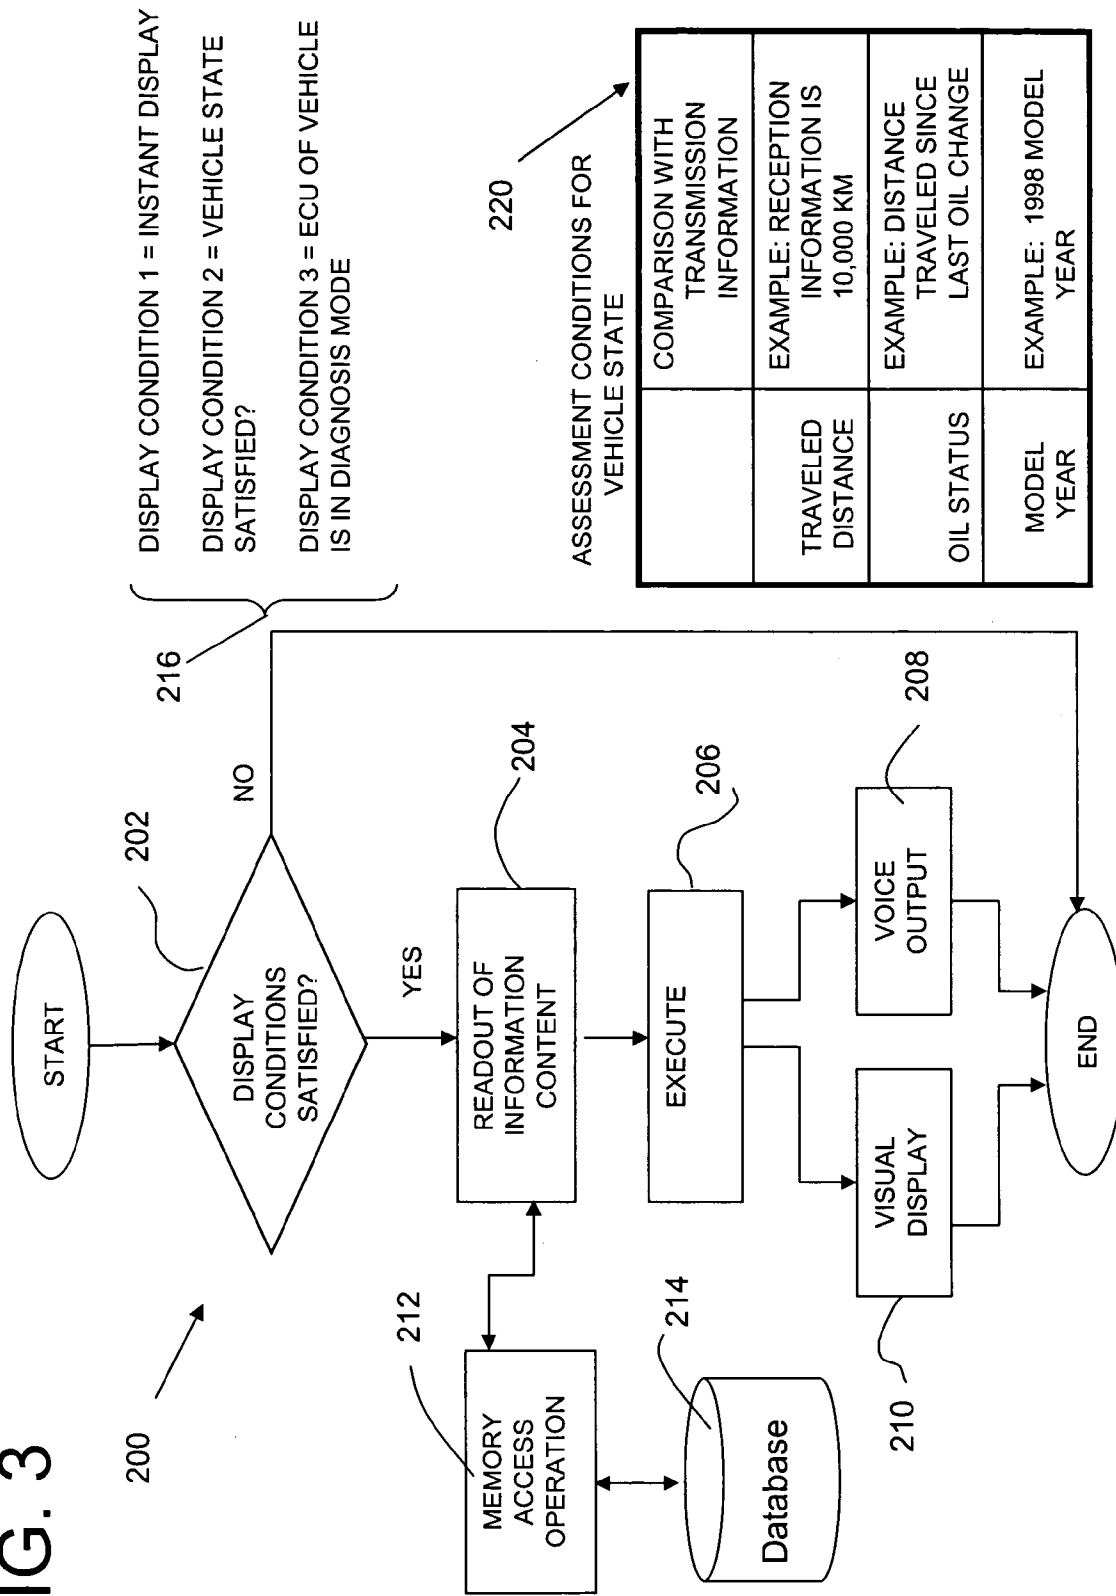 IG. 3
200
START
202
DISPLAY
CONDITIONS
SATISFIED?
NO
YES
216
DISPLAY CONDITION 1 = INSTANT DISPLAY
DISPLAY CONDITION 2 = VEHICLE STATE
SATISFIED?
DISPLAY CONDITION 3 = ECU OF VEHICLE
IS IN DIAGNOSIS MODE
212
MEMORY
ACCESS
OPERATION
READOUT OF
INFORMATION
CONTENT
204
214
Database
EXECUTE
206
210
VISUAL
DISPLAY
VOICE
OUTPUT
208
END
220
ASSESSMENT CONDITIONS FOR
VEHICLE STATE
COMPARISON WITH
TRANSMISSION
INFORMATION
TRAVELED
DISTANCE
EXAMPLE: RECEPTION
INFORMATION IS
10,000 KM
OIL STATUS
EXAMPLE: DISTANCE
TRAVELED SINCE
LAST OIL CHANGE
MODEL
YEAR
EXAMPLE: 1998 MODEL
YEAR